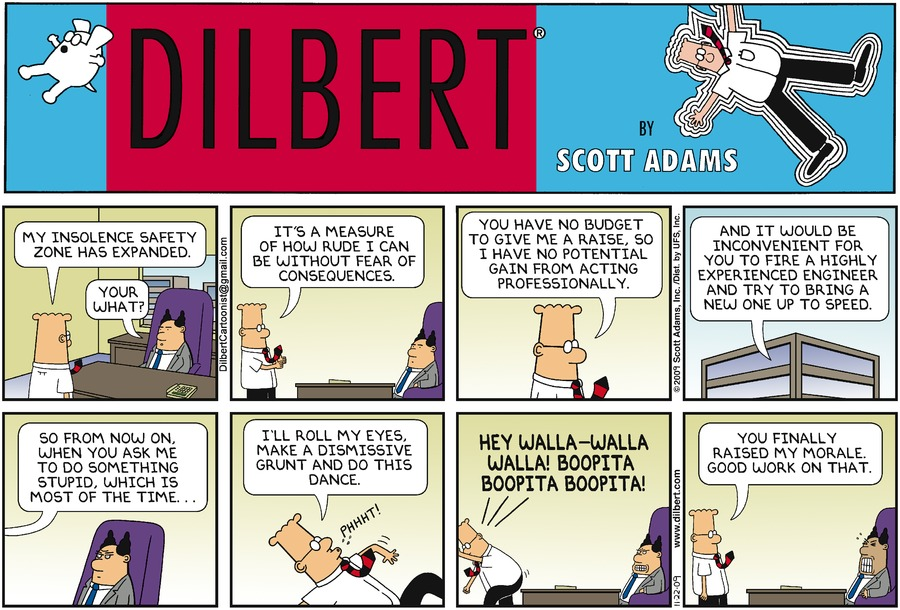 DILBERT®
BY
SCOTT ADAMS
MY INSOLENCE SAFETY
ZONE HAS EXPANDED.
YOUR
WHAT?
DilbertCartoonist@gmail.com
IT'S A MEASURE
OF HOW RUDE I CAN
BE WITHOUT FEAR OF
CONSEQUENCES.
YOU HAVE NO BUDGET
TO GIVE ME A RAISE, SO
I HAVE NO POTENTIAL
GAIN FROM ACTING
PROFESSIONALLY.
©2009 Scott Adams, Inc./Dist. by UFS, Inc.
AND IT WOULD BE
INCONVENIENT FOR
YOU TO FIRE A HIGHLY
EXPERIENCED ENGINEER
AND TRY TO BRING A
NEW ONE UP TO SPEED.
SO FROM NOW ON,
WHEN YOU ASK ME
TO DO SOMETHING
STUPID, WHICH IS
MOST OF THE TIME...
I'LL ROLL MY EYES,
MAKE A DISMISSIVE
GRUNT AND DO THIS
DANCE.
PHHHT!
HEY WALLA-WALLA
WALLA! BOOPITA
BOOPITA BOOPITA!
11-22-09
www.dilbert.com
YOU FINALLY
RAISED MY MORALE.
GOOD WORK ON THAT.